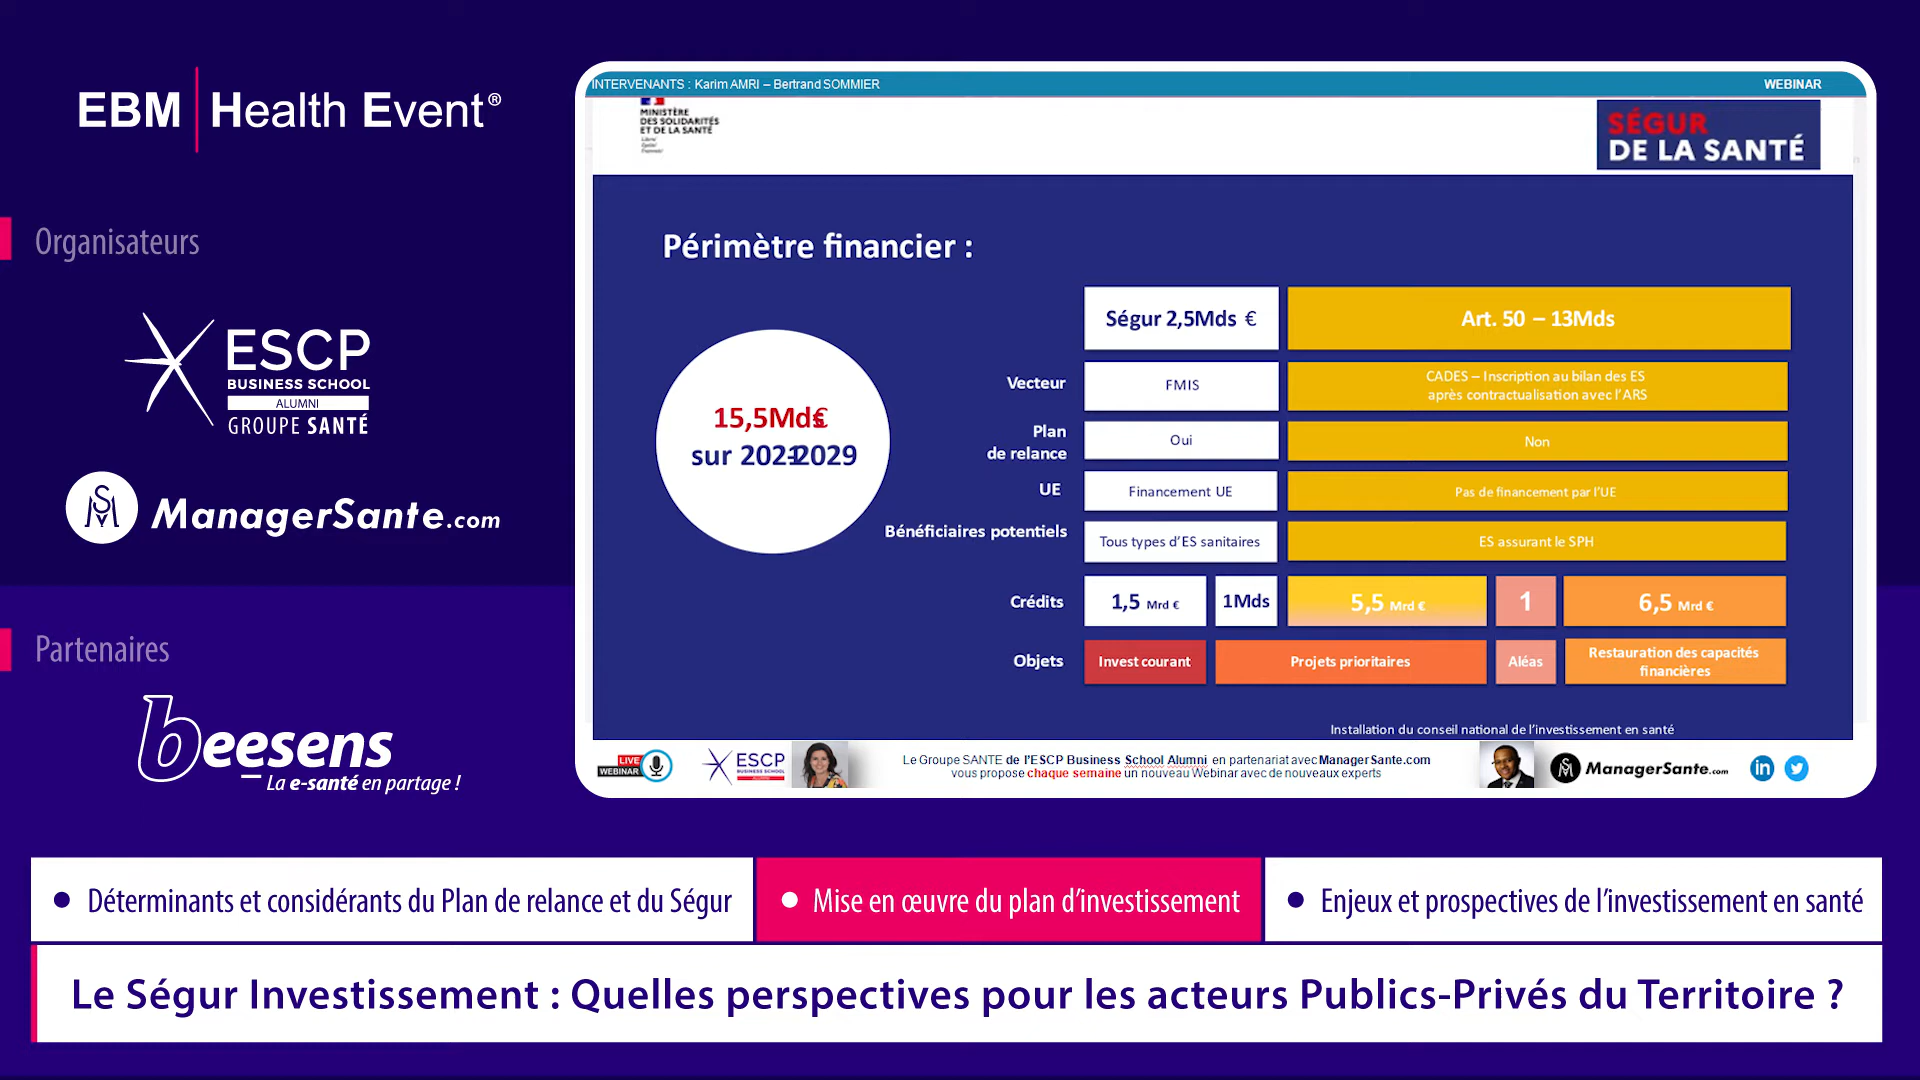 EBM Health Event®
Organisateurs
ESCP
BUSINESS SCHOOL
ALUMNI
GROUPE SANTÉ
ManagerSante.com
Partenaires
beesens
La e-santé en partage !
INTERVENANTS : Karim AMRI – Bertrand SOMMIER
WEBINAR
MINISTÈRE
DES SOLIDARITÉS
ET DE LA SANTÉ
Liberté
Égalité
Fraternité
SÉGUR
DE LA SANTÉ
Périmètre financier :
15,5Md€
sur 2021-2029
Ségur 2,5Mds €
Art. 50 – 13Mds
Vecteur
FMIS
CADES – Inscription au bilan des ES
après contractualisation avec l’ARS
Plan
de relance
Oui
Non
UE
Financement UE
Pas de financement par l’UE
Bénéficiaires potentiels
Tous types d’ES sanitaires
ES assurant le SPH
Crédits
1,5 Mrd €
1Mds
5,5 Mrd €
1
6,5 Mrd €
Objets
Invest courant
Projets prioritaires
Aléas
Restauration des capacités
financières
Installation du conseil national de l’investissement en santé
LIVE
WEBINAR
ESCP
BUSINESS SCHOOL
Le Groupe SANTE de l’ESCP Business School Alumni en partenariat avec ManagerSante.com
vous propose chaque semaine un nouveau Webinar avec de nouveaux experts
ManagerSante.com
in
• Déterminants et considérants du Plan de relance et du Ségur
• Mise en œuvre du plan d’investissement
• Enjeux et prospectives de l’investissement en santé
Le Ségur Investissement : Quelles perspectives pour les acteurs Publics-Privés du Territoire ?